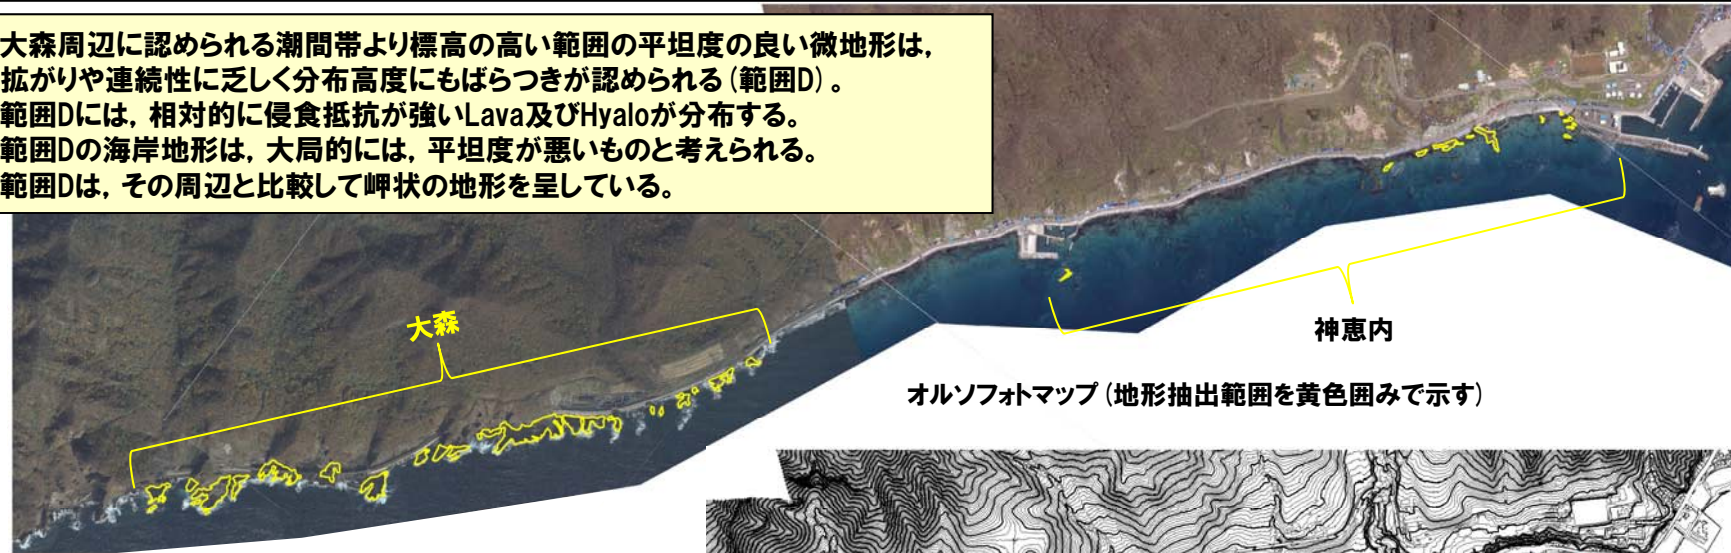 大森周辺に認められる潮間帯より標高の高い範囲の平坦度の良い微地形は，
拡がりや連続性に乏しく分布高度にもばらつきが認められる（範囲D）。
範囲Dには，相対的に侵食抵抗が強いLava及びHyaloが分布する。
範囲Dの海岸地形は，大局的には，平坦度が悪いものと考えられる。
範囲Dは，その周辺と比較して岬状の地形を呈している。
大森
神恵内
オルソフォトマップ（地形抽出範囲を黄色囲みで示す）